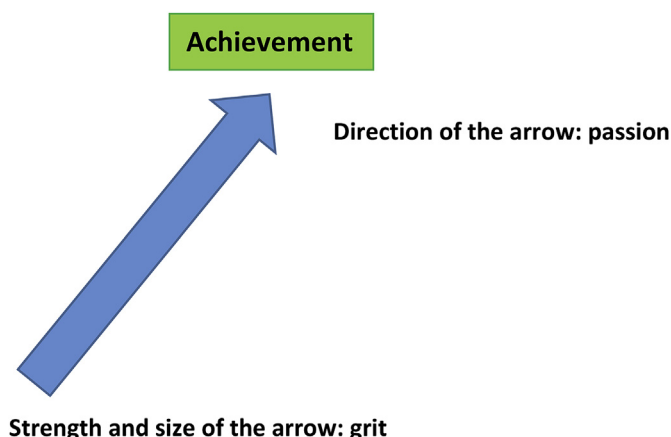 Achievement
Direction of the arrow: passion
Strength and size of the arrow: grit